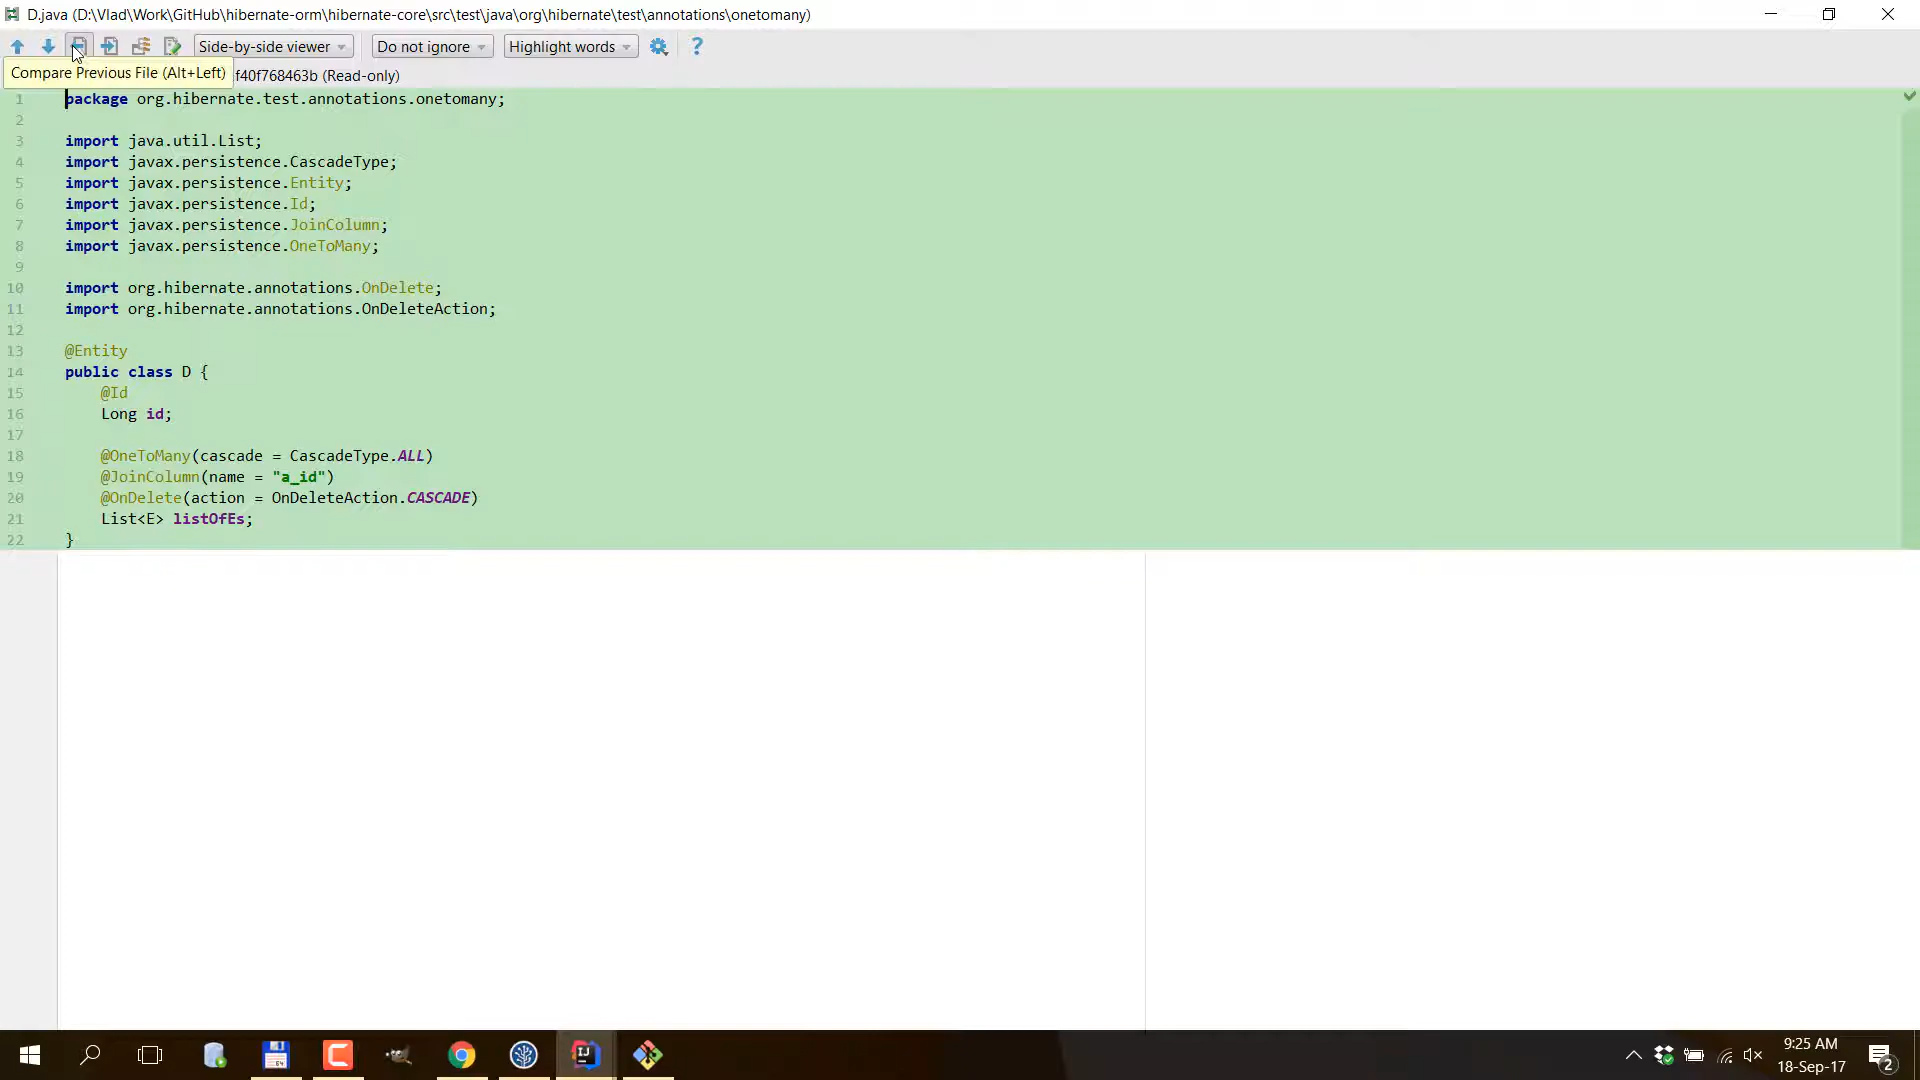 D.java (D:\Vlad\Work\GitHub\hibernate-orm\hibernate-core\src\test\java\org\hibernate\test\annotations\onetomany)
Side-by-side viewer
Do not ignore
Highlight words
?
Compare Previous File (Alt+Left)
f40f768463b (Read-only)
1 package org.hibernate.test.annotations.onetomany;
2
3 import java.util.List;
4 import javax.persistence.CascadeType;
5 import javax.persistence.Entity;
6 import javax.persistence.Id;
7 import javax.persistence.JoinColumn;
8 import javax.persistence.OneToMany;
9
10 import org.hibernate.annotations.OnDelete;
11 import org.hibernate.annotations.OnDeleteAction;
12
13 @Entity
14 public class D {
15 @Id
16 Long id;
17
18 @OneToMany(cascade = CascadeType.ALL)
19 @JoinColumn(name = "a_id")
20 @OnDelete(action = OnDeleteAction.CASCADE)
21 List<E> listOfEs;
22 }
64
C
IJ
9:25 AM
18-Sep-17
2